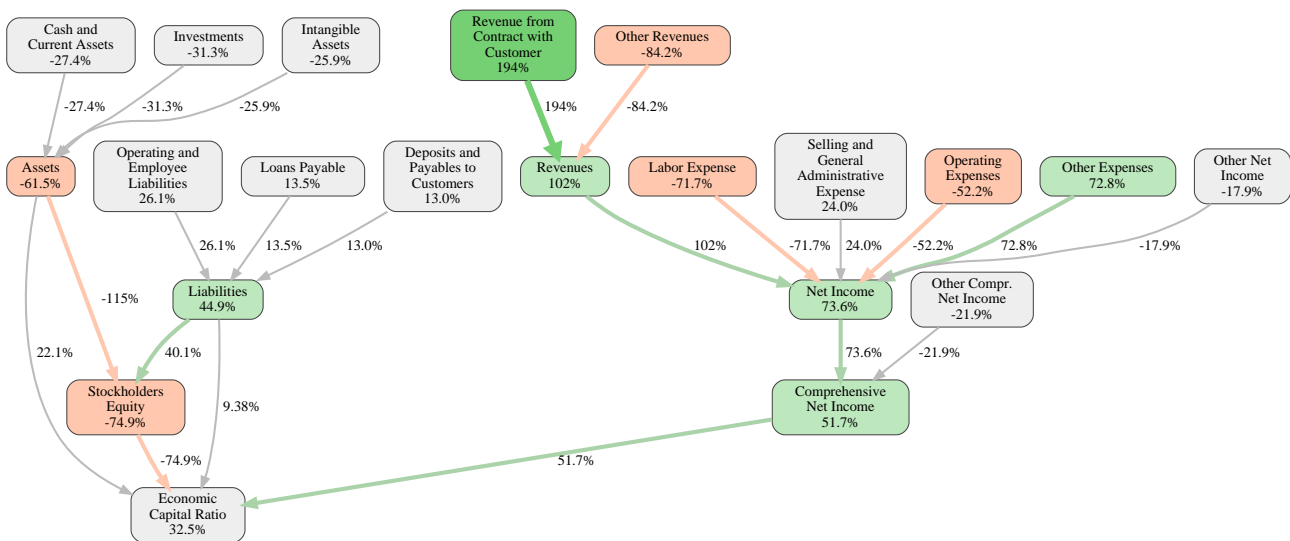 Cash and
Current Assets
-27.4%
Investments
-31.3%
Intangible
Assets
-25.9%
Revenue from
Contract with
Customer
194%
Other Revenues
-84.2%
-27.4%
-31.3%
-25.9%
194%
-84.2%
Assets
-61.5%
Operating and
Employee
Liabilities
26.1%
Loans Payable
13.5%
Deposits and
Payables to
Customers
13.0%
Revenues
102%
Labor Expense
-71.7%
Selling and
General
Administrative
Expense
24.0%
Operating
Expenses
-52.2%
Other Expenses
72.8%
Other Net
Income
-17.9%
26.1%
13.5%
13.0%
102%
-71.7%
24.0%
-52.2%
72.8%
-17.9%
-115%
Liabilities
44.9%
Net Income
73.6%
Other Compr.
Net Income
-21.9%
22.1%
40.1%
73.6%
-21.9%
Stockholders
Equity
-74.9%
9.38%
Comprehensive
Net Income
51.7%
-74.9%
51.7%
Economic
Capital Ratio
32.5%